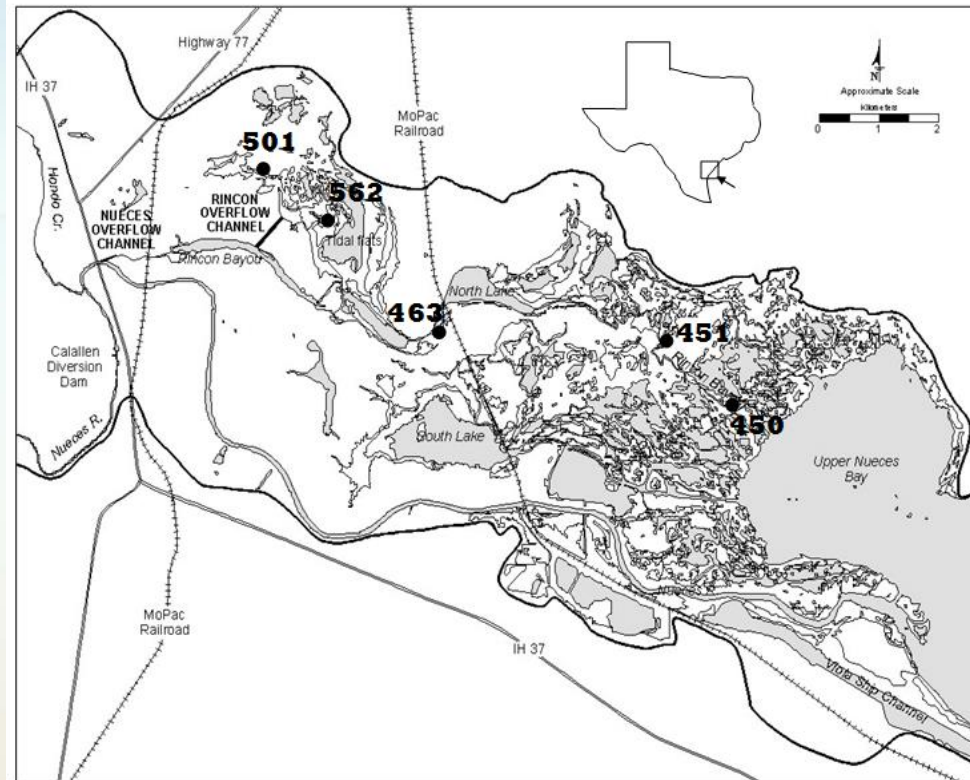 Highway 77
IH 37
MoPac
Railroad
N
Approximate Scale
Kilometers
0 1 2
501
562
Hondo Cr.
NUECES
OVERFLOW
CHANNEL
RINCON
OVERFLOW
CHANNEL
Tidal flats
Rincon Bayou
North Lake
463
451
Calallen
Diversion
Dam
450
Nueces R.
South Lake
Upper Nueces
Bay
MoPac
Railroad
IH 37
Viola Ship Channel